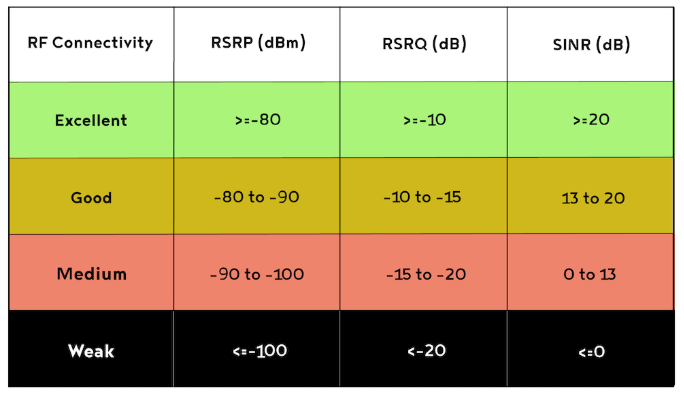 RF Connectivity RSRP (dBm) RSRQ (dB) SINR (dB)
Excellent >=-80 >=-10 >=20
Good -80 to -90 -10 to -15 13 to 20
Medium -90 to -100 -15 to -20 0 to 13
Weak <=-100 <-20 <=0